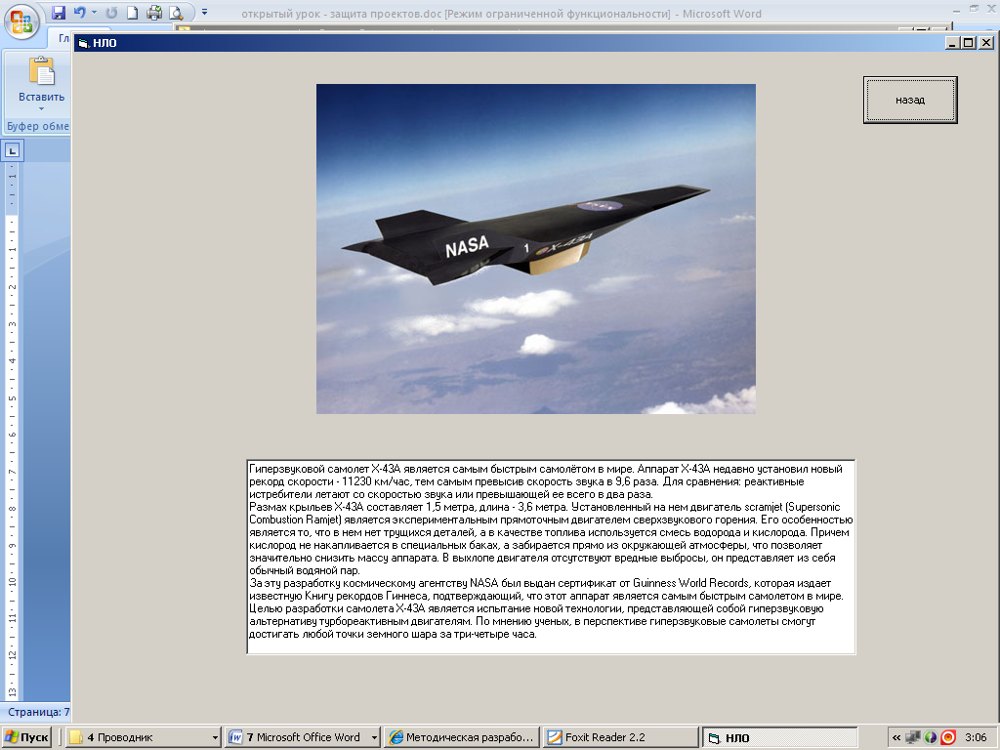 открытый урок - защита проектов.doc [Режим ограниченной функциональности] - Microsoft Word
Гл
НЛО
Вставить
Буфер обме
назад
NASA
1
X-43A
Гиперзвуковой самолет X-43A является самым быстрым самолётом в мире. Аппарат X-43A недавно установил новый
рекорд скорости - 11230 км/час, тем самым превысив скорость звука в 9,6 раза. Для сравнения: реактивные
истребители летают со скоростью звука или превышающей ее всего в два раза.
Размах крыльев X-43A составляет 1,5 метра, длина - 3,6 метра. Установленный на нем двигатель scramjet (Supersonic
Combustion Ramjet) является экспериментальным прямоточным двигателем сверхзвукового горения. Его особенностью
является то, что в нем нет трущихся деталей, а в качестве топлива используется смесь водорода и кислорода. Причем
кислород не накапливается в специальных баках, а забирается прямо из окружающей атмосферы, что позволяет
значительно снизить массу аппарата. В выхлопе двигателя отсутствуют вредные выбросы, он представляет из себя
обычный водяной пар.
За эту разработку космическому агентству NASA был выдан сертификат от Guinness World Records, которая издает
известную Книгу рекордов Гиннеса, подтверждающий, что этот аппарат является самым быстрым самолетом в мире.
Целью разработки самолета X-43A является испытание новой технологии, представляющей собой гиперзвуковую
альтернативу турбореактивным двигателям. По мнению ученых, в перспективе гиперзвуковые самолеты смогут
достигать любой точки земного шара за три-четыре часа.
Страница: 7
Пуск
4 Проводник
7 Microsoft Office Word
Методическая разрабо...
Foxit Reader 2.2
НЛО
« 3:06